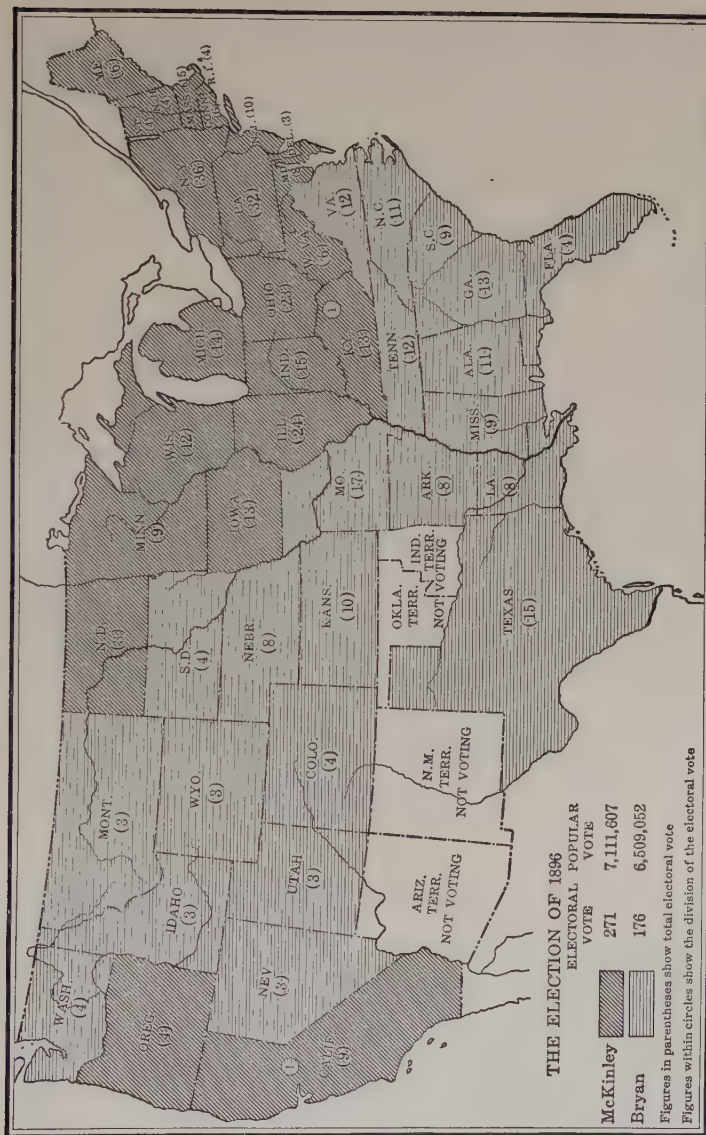 WASH.
(4)
OREG.
(4)
CALIF.
(9)
1
NEV.
(3)
IDAHO
(3)
MONT.
(3)
WYO.
(3)
UTAH
(3)
COLO.
(4)
ARIZ.
TERR.
NOT VOTING
N.M.
TERR.
NOT VOTING
N.D.
(3)
S.D.
(4)
NEBR.
(8)
KANS.
(10)
OKLA.
TERR.
IND.
TERR.
NOT VOTING
TEXAS
(15)
MINN.
(9)
IOWA
(13)
MO.
(17)
ARK.
(8)
LA.
(8)
WIS.
(12)
ILL.
(24)
MICH.
(14)
IND.
(15)
OHIO
(23)
KY.
(13)
1
TENN.
(12)
MISS.
(9)
ALA.
(11)
GA.
(13)
FLA.
(4)
S.C.
(9)
N.C.
(11)
VA.
(12)
W.VA.
(6)
PA.
(32)
N.Y.
(36)
ME.
(6)
MASS.(15)
R.I.(4)
(10)
DEL.(3)
MD.
THE ELECTION OF 1896
ELECTORAL POPULAR
VOTE VOTE
McKinley 271 7,111,607
Bryan 176 6,509,052
Figures in parentheses show total electoral vote
Figures within circles show the division of the electoral vote